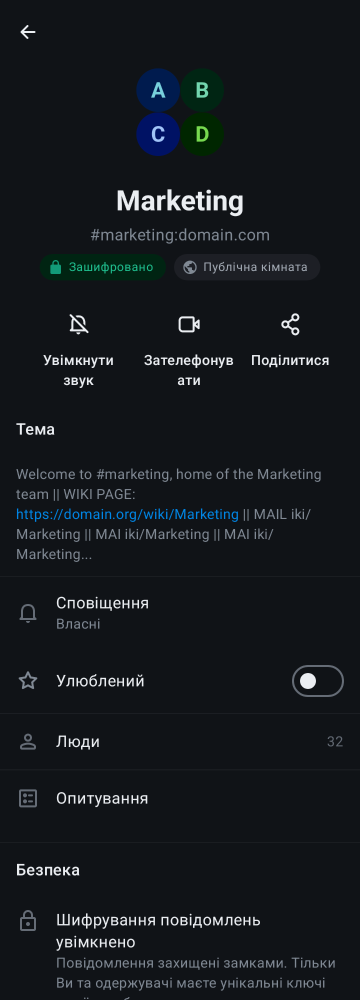 A B
C D
Marketing
#marketing:domain.com
Зашифровано Публічна кімната
Увімкнути Зателефонув Поділитися
звук ати
Тема
Welcome to #marketing, home of the Marketing
team || WIKI PAGE:
https://domain.org/wiki/Marketing || MAIL iki/
Marketing || MAI iki/Marketing || MAI iki/
Marketing...
Сповіщення
Власні
Улюблений
Люди 32
Опитування
Безпека
Шифрування повідомлень
увімкнено
Повідомлення захищені замками. Тільки
Ви та одержувачі маєте унікальні ключі